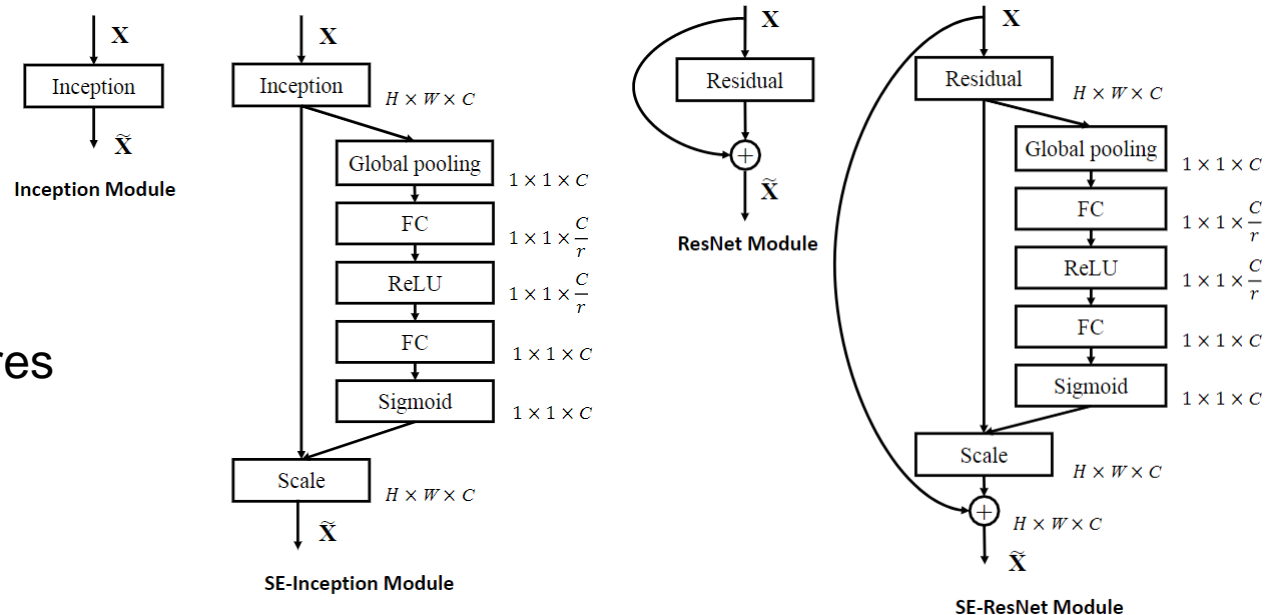 X
Inception
X̃
Inception Module
X
Inception
H × W × C
Global pooling
1 × 1 × C
FC
1 × 1 × C/r
ReLU
1 × 1 × C/r
FC
1 × 1 × C
Sigmoid
1 × 1 × C
Scale
H × W × C
X̃
SE-Inception Module
X
Residual
+
X̃
ResNet Module
X
Residual
H × W × C
Global pooling
1 × 1 × C
FC
1 × 1 × C/r
ReLU
1 × 1 × C/r
FC
1 × 1 × C
Sigmoid
1 × 1 × C
Scale
H × W × C
+
H × W × C
X̃
SE-ResNet Module
res